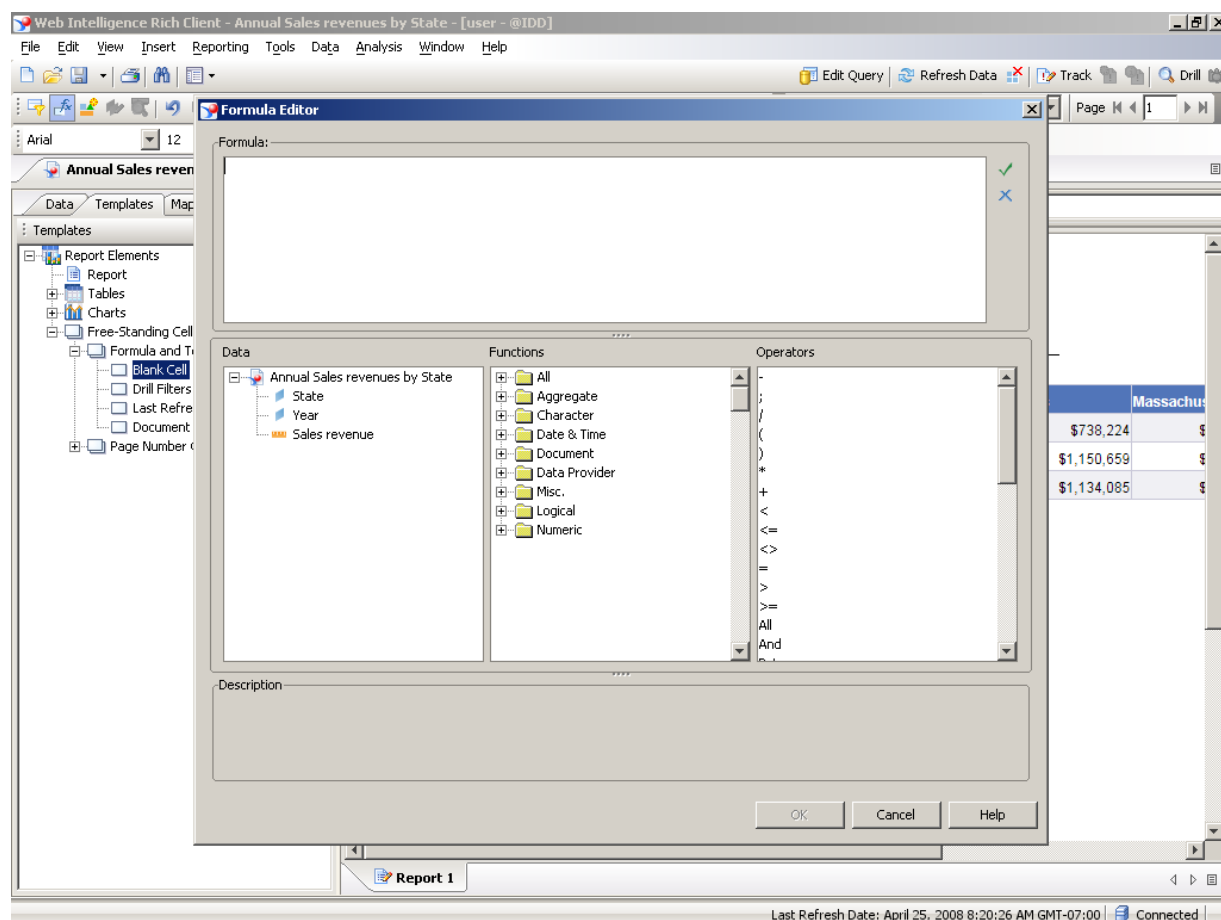 Web Intelligence Rich Client - Annual Sales revenues by State - [user - @IDD]
File Edit View Insert Reporting Tools Data Analysis Window Help
Edit Query Refresh Data Track Drill
Formula Editor
Page 1
Arial 12
Formula:
Annual Sales reven
Data Templates Map
Templates
Report Elements
Report
Tables
Charts
Free-Standing Cell
Formula and Te
Blank Cell
Drill Filters
Last Refre
Document
Page Number
Data Functions Operators
Annual Sales revenues by State
State
Year
Sales revenue
All
Aggregate
Character
Date & Time
Document
Data Provider
Misc.
Logical
Numeric
-
;
/
(
)
*
+
<
<=
<>
=
>
>=
All
And
Massachu
$738,224 $
$1,150,659 $
$1,134,085 $
Description
OK Cancel Help
Report 1
Last Refresh Date: April 25, 2008 8:20:26 AM GMT-07:00 Connected